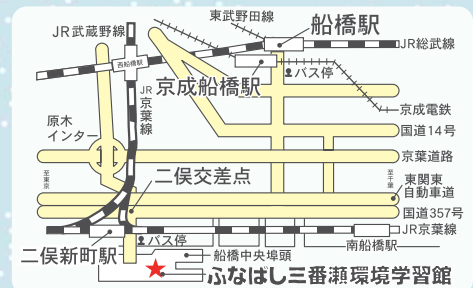 東武野田線
船橋駅
JR武蔵野線
JR総武線
西船橋駅
京成船橋駅
バス停
JR京葉線
京成電鉄
原木
インター
国道14号
京葉道路
至東京
二俣交差点
至千葉
東関東
自動車道
国道357号
JR京葉線
バス停
南船橋駅
二俣新町駅
船橋中央埠頭
ふなばし三番瀬環境学習館